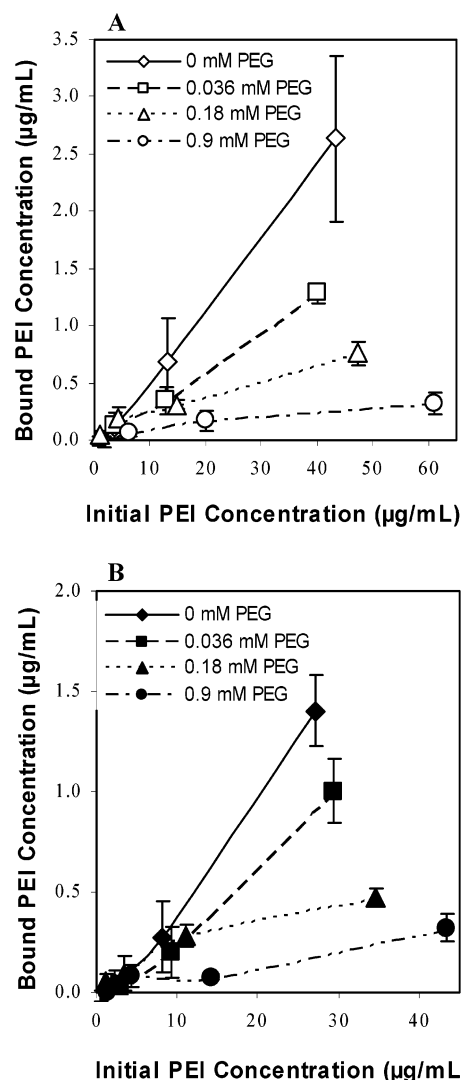 A
3.5
3.0
2.5
2.0
1.5
1.0
0.5
0.0
Bound PEI Concentration (µg/mL)
0 mM PEG
0.036 mM PEG
0.18 mM PEG
0.9 mM PEG
0 10 20 30 40 50 60
Initial PEI Concentration (µg/mL)
B
2.0
1.5
1.0
0.5
0.0
Bound PEI Concentration (µg/mL)
0 mM PEG
0.036 mM PEG
0.18 mM PEG
0.9 mM PEG
0 10 20 30 40
Initial PEI Concentration (µg/mL